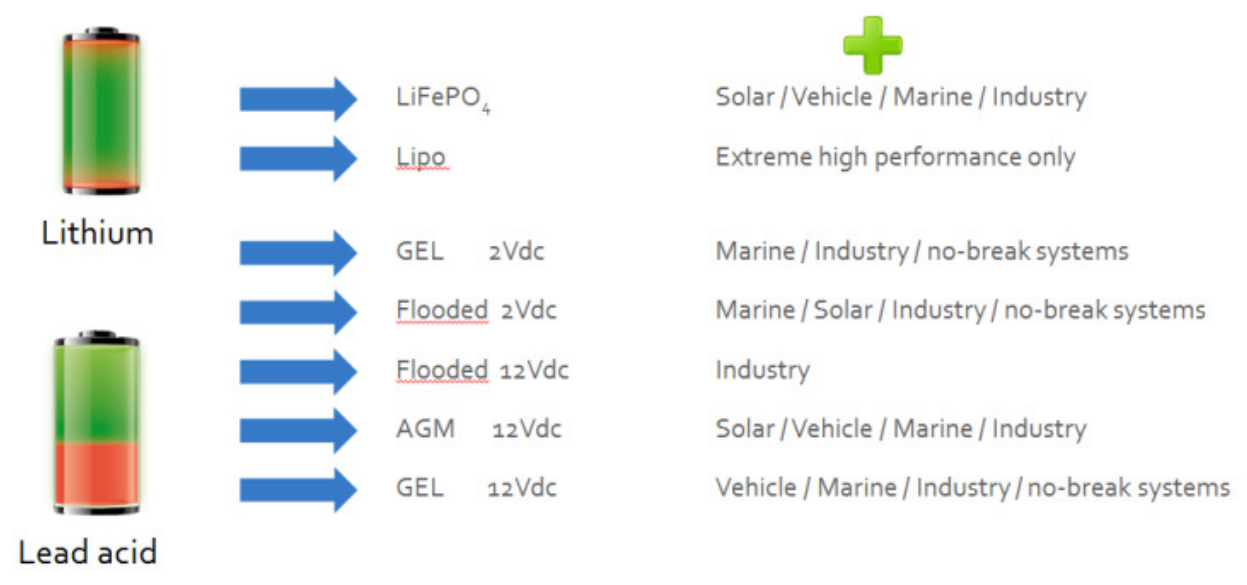 LiFePO₄ Solar / Vehicle / Marine / Industry
Lipo Extreme high performance only
Lithium
GEL 2Vdc Marine / Industry / no-break systems
Flooded 2Vdc Marine / Solar / Industry / no-break systems
Flooded 12Vdc Industry
AGM 12Vdc Solar / Vehicle / Marine / Industry
GEL 12Vdc Vehicle / Marine / Industry / no-break systems
Lead acid